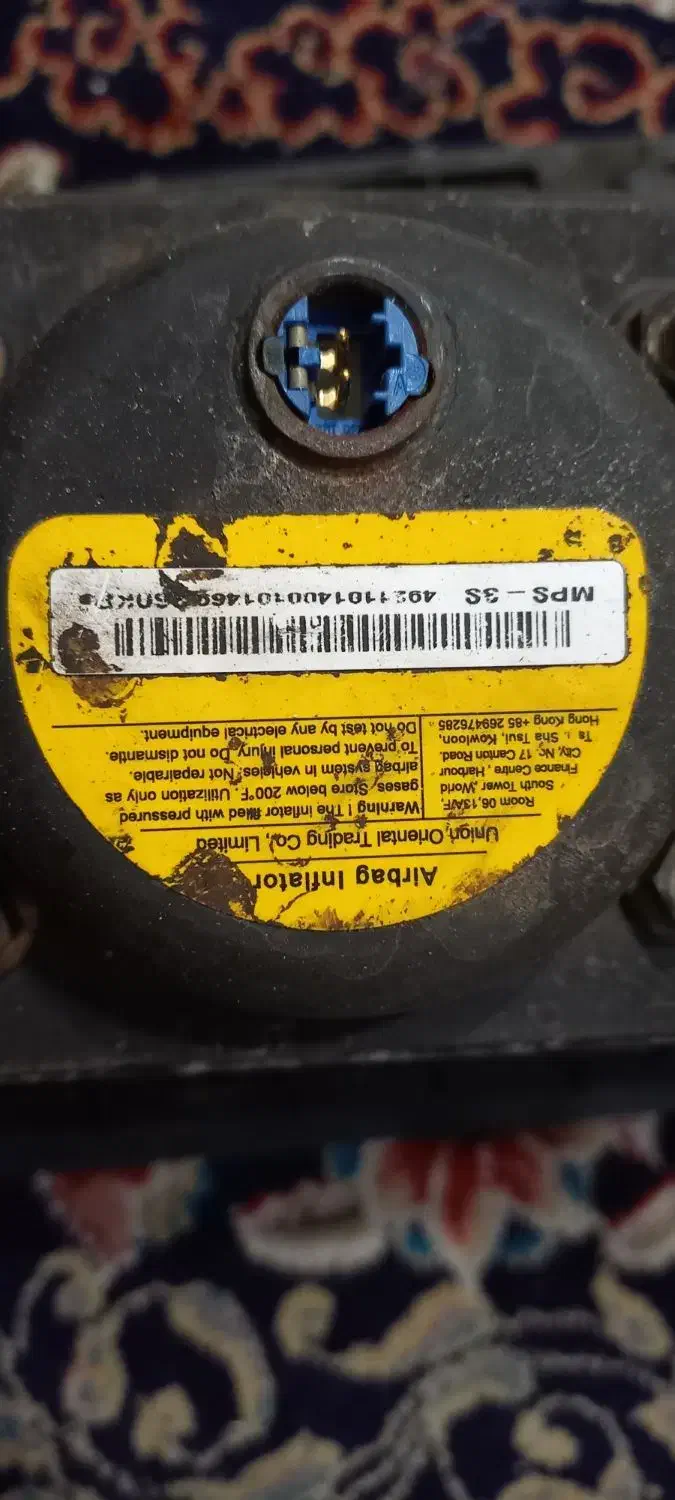 Airbag Inflator
Union Oriental Trading Co., Limited
Room 06,13A/F.
South Tower ,World
Finance Centre , Harbour
City, Nr. 17 Canton Road.
Sha Tsui, Kowloon,
Hong Kong +85 269476285
Warning ! The inflator filled with pressured
gases, Store below 200°F. Utilization only as
airbag system in vehicles. Not repairable.
To prevent personal injury. Do not dismantle.
Do not test by any electrical equipment.
MPS - 3S